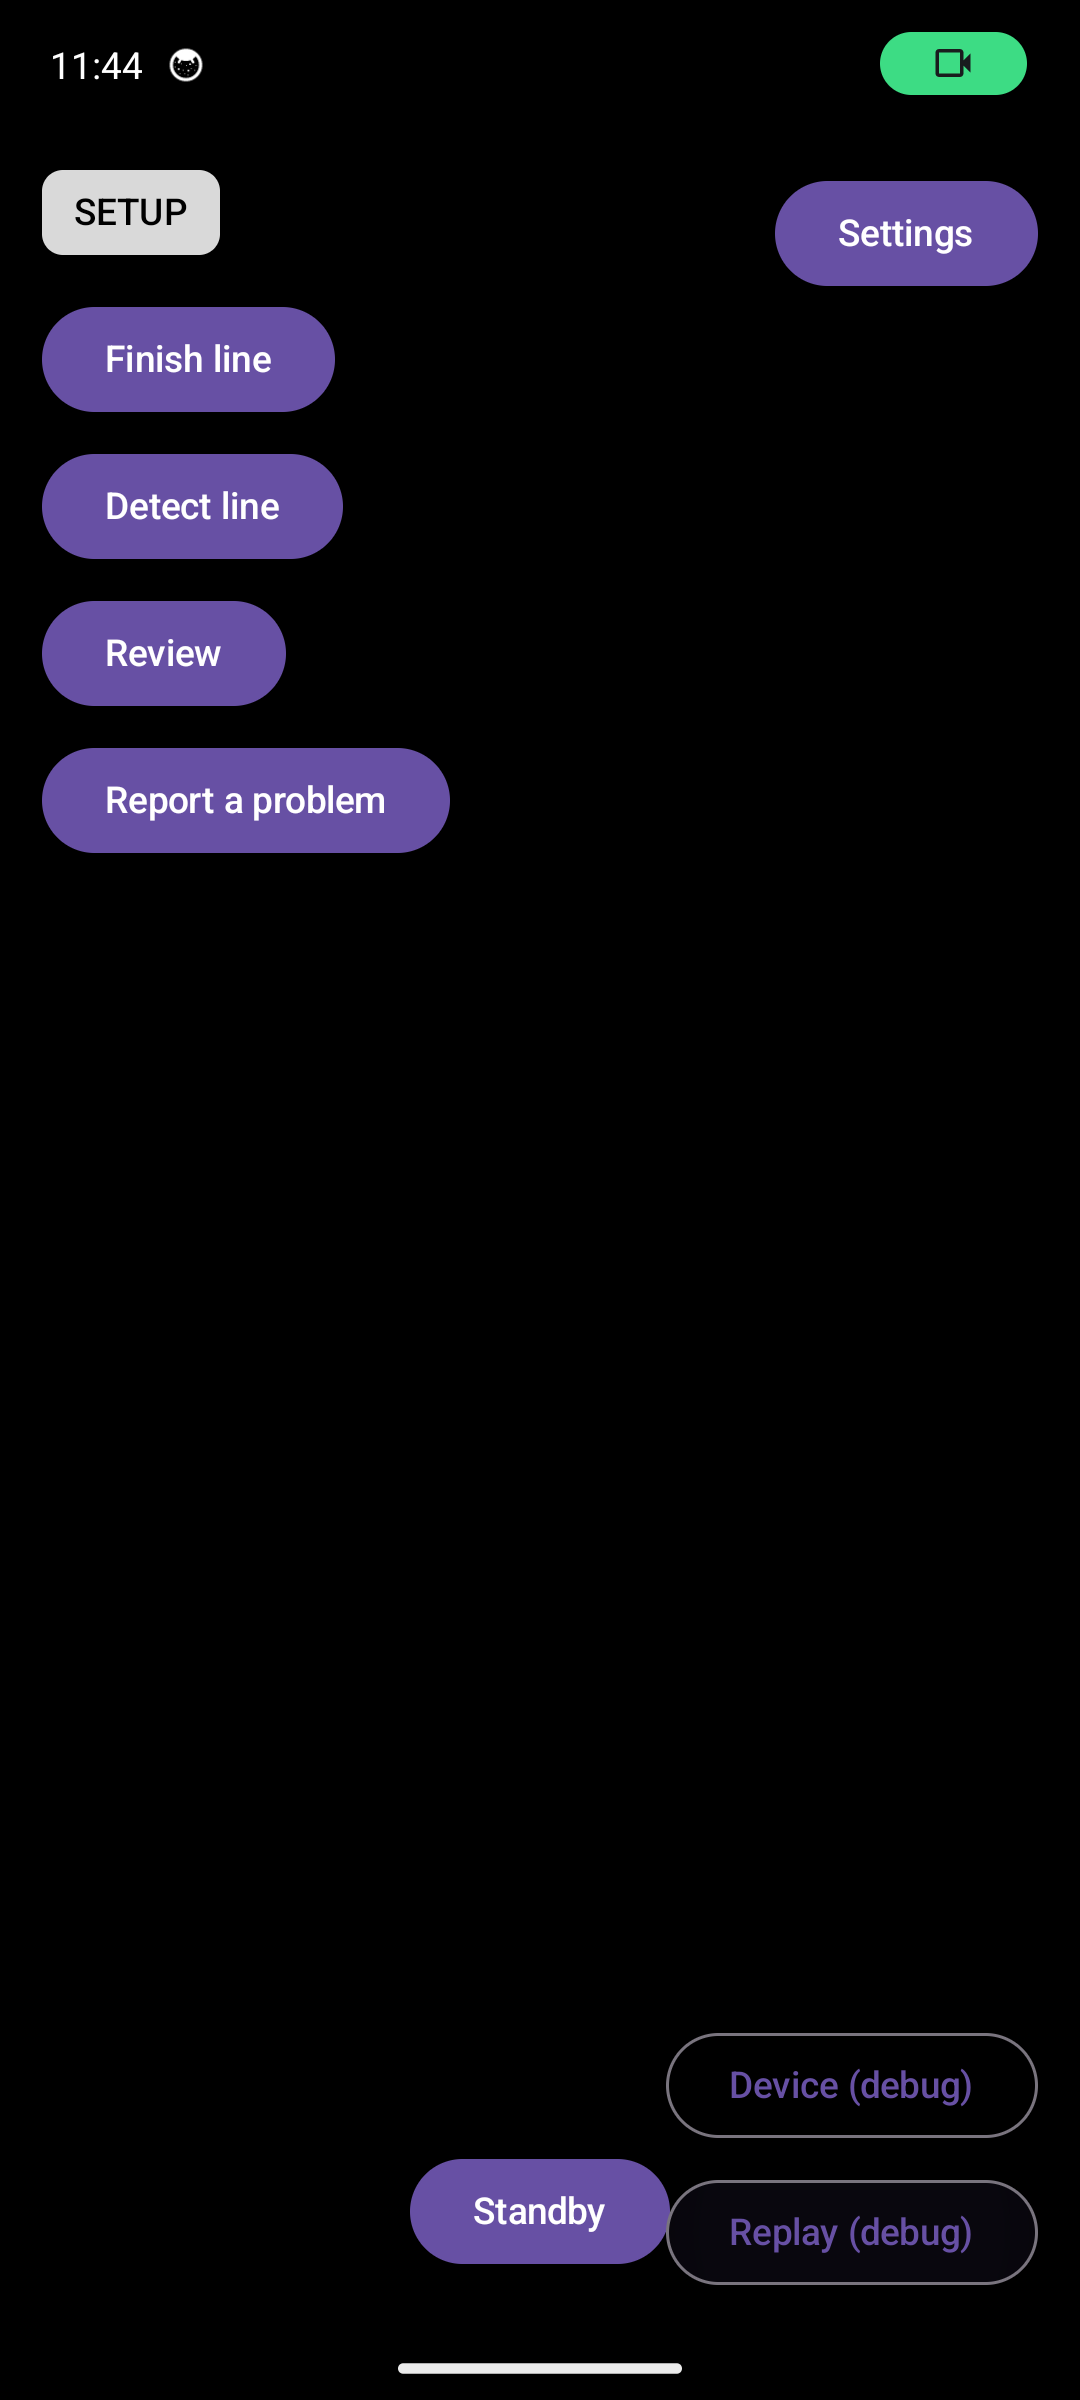 11:44
SETUP
Settings
Finish line
Detect line
Review
Report a problem
Device (debug)
Standby
Replay (debug)